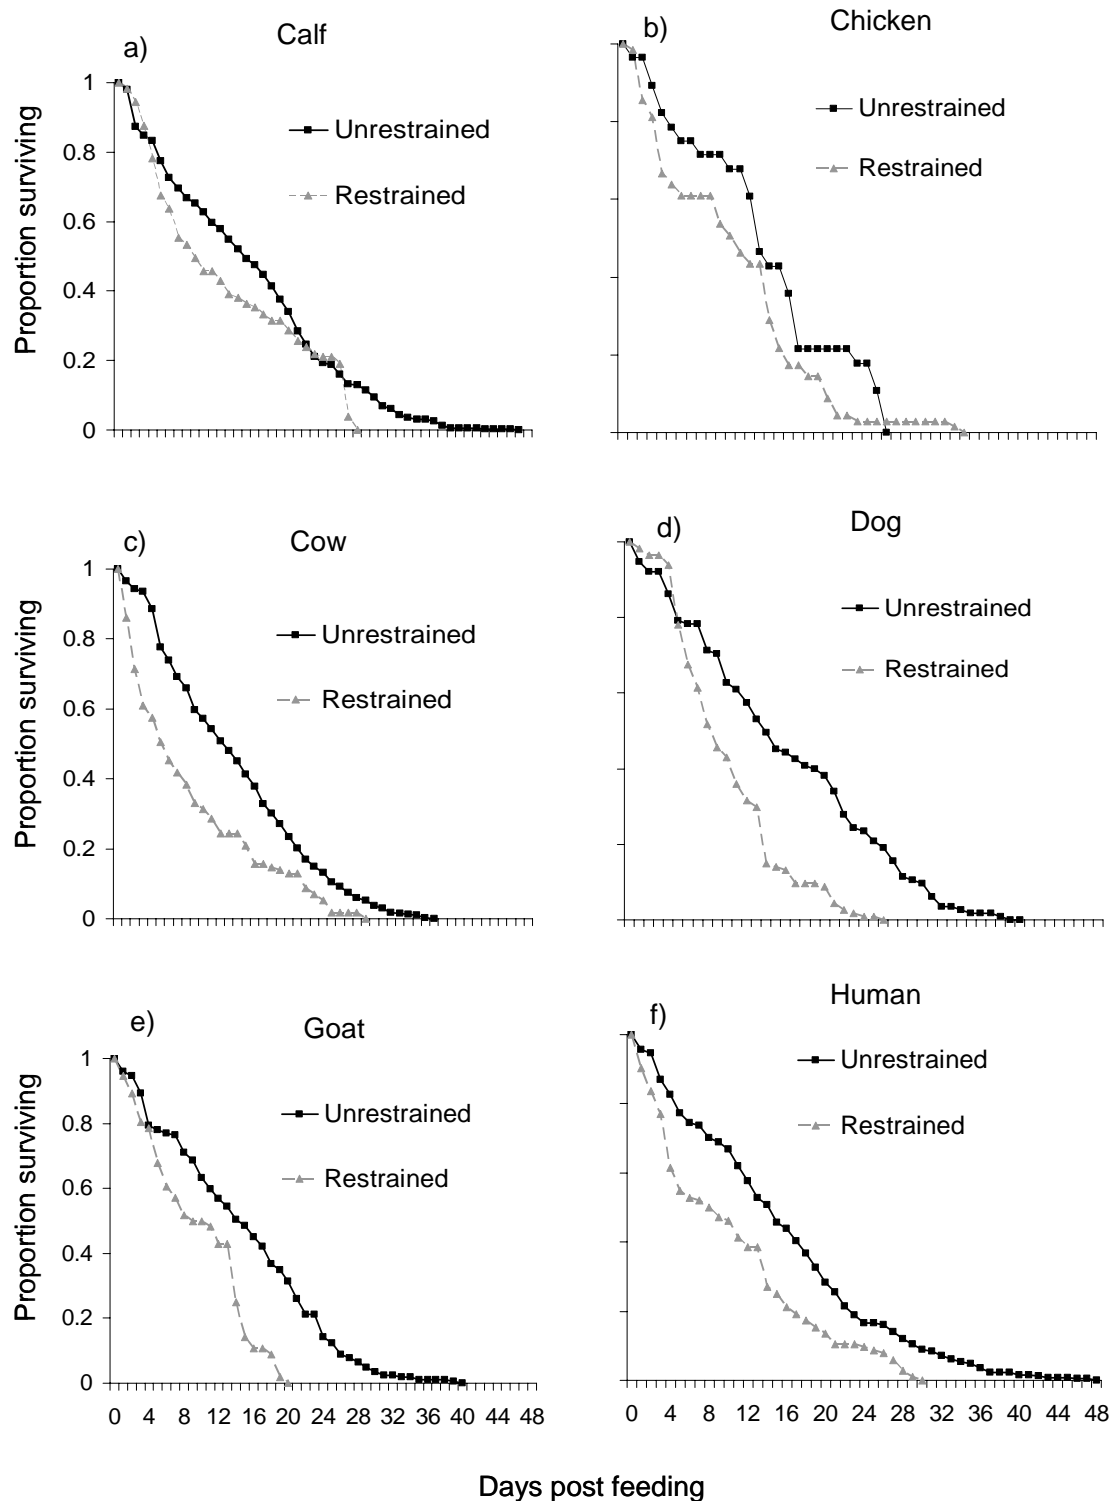 a)
Calf
Proportion surviving
1
0.8
0.6
0.4
0.2
0
Unrestrained
Restrained
b)
Chicken
Unrestrained
Restrained
c)
Cow
Proportion surviving
1
0.8
0.6
0.4
0.2
0
Unrestrained
Restrained
d)
Dog
Unrestrained
Restrained
e)
Goat
Proportion surviving
1
0.8
0.6
0.4
0.2
0
Unrestrained
Restrained
0 4 8 12 16 20 24 28 32 36 40 44 48
f)
Human
Unrestrained
Restrained
0 4 8 12 16 20 24 28 32 36 40 44 48
Days post feeding